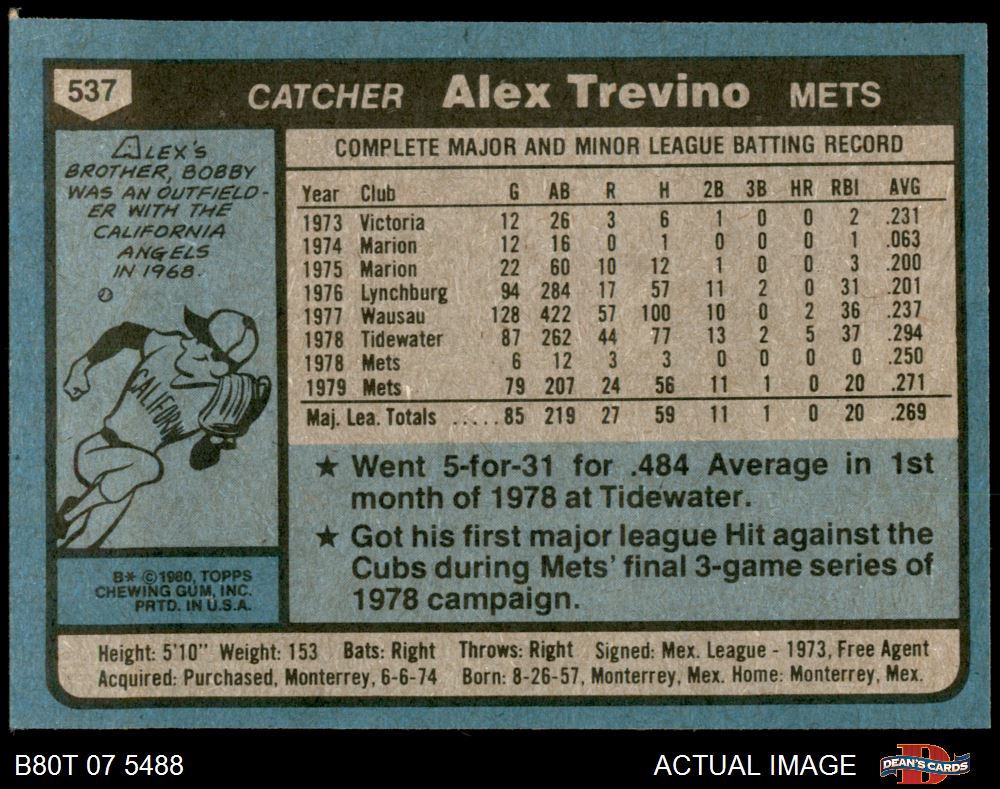 537
CATCHER Alex Trevino METS
ALEX'S
BROTHER, BOBBY
WAS AN OUTFIELD-
ER WITH THE
CALIFORNIA
ANGELS
IN 1968.
CALIFORN
B* ©1980, TOPPS
CHEWING GUM, INC.
PRTD. IN U.S.A.
COMPLETE MAJOR AND MINOR LEAGUE BATTING RECORD
Year Club G AB R H 2B 3B HR RBI AVG
1973 Victoria 12 26 3 6 1 0 0 2 .231
1974 Marion 12 16 0 1 0 0 0 1 .063
1975 Marion 22 60 10 12 1 0 0 3 .200
1976 Lynchburg 94 284 17 57 11 2 0 31 .201
1977 Wausau 128 422 57 100 10 0 2 36 .237
1978 Tidewater 87 262 44 77 13 2 5 37 .294
1978 Mets 6 12 3 3 0 0 0 0 .250
1979 Mets 79 207 24 56 11 1 0 20 .271
Maj. Lea. Totals .....85 219 27 59 11 1 0 20 .269
★ Went 5-for-31 for .484 Average in 1st
month of 1978 at Tidewater.
★ Got his first major league Hit against the
Cubs during Mets' final 3-game series of
1978 campaign.
Height: 5'10" Weight: 153 Bats: Right Throws: Right Signed: Mex. League - 1973, Free Agent
Acquired: Purchased, Monterrey, 6-6-74 Born: 8-26-57, Monterrey, Mex. Home: Monterrey, Mex.
B80T 07 5488
ACTUAL IMAGE
D
DEAN'S CARDS